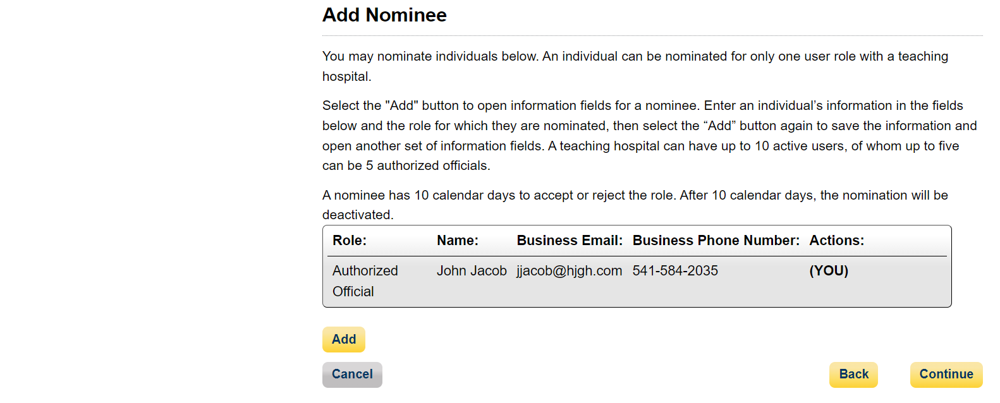 Add Nominee
You may nominate individuals below. An individual can be nominated for only one user role with a teaching
hospital.
Select the "Add" button to open information fields for a nominee. Enter an individual’s information in the fields
below and the role for which they are nominated, then select the “Add” button again to save the information and
open another set of information fields. A teaching hospital can have up to 10 active users, of whom up to five
can be 5 authorized officials.
A nominee has 10 calendar days to accept or reject the role. After 10 calendar days, the nomination will be
deactivated.
Role: Name: Business Email: Business Phone Number: Actions:
Authorized John Jacob jjacob@hjgh.com 541-584-2035 (YOU)
Official
Add
Cancel Back Continue